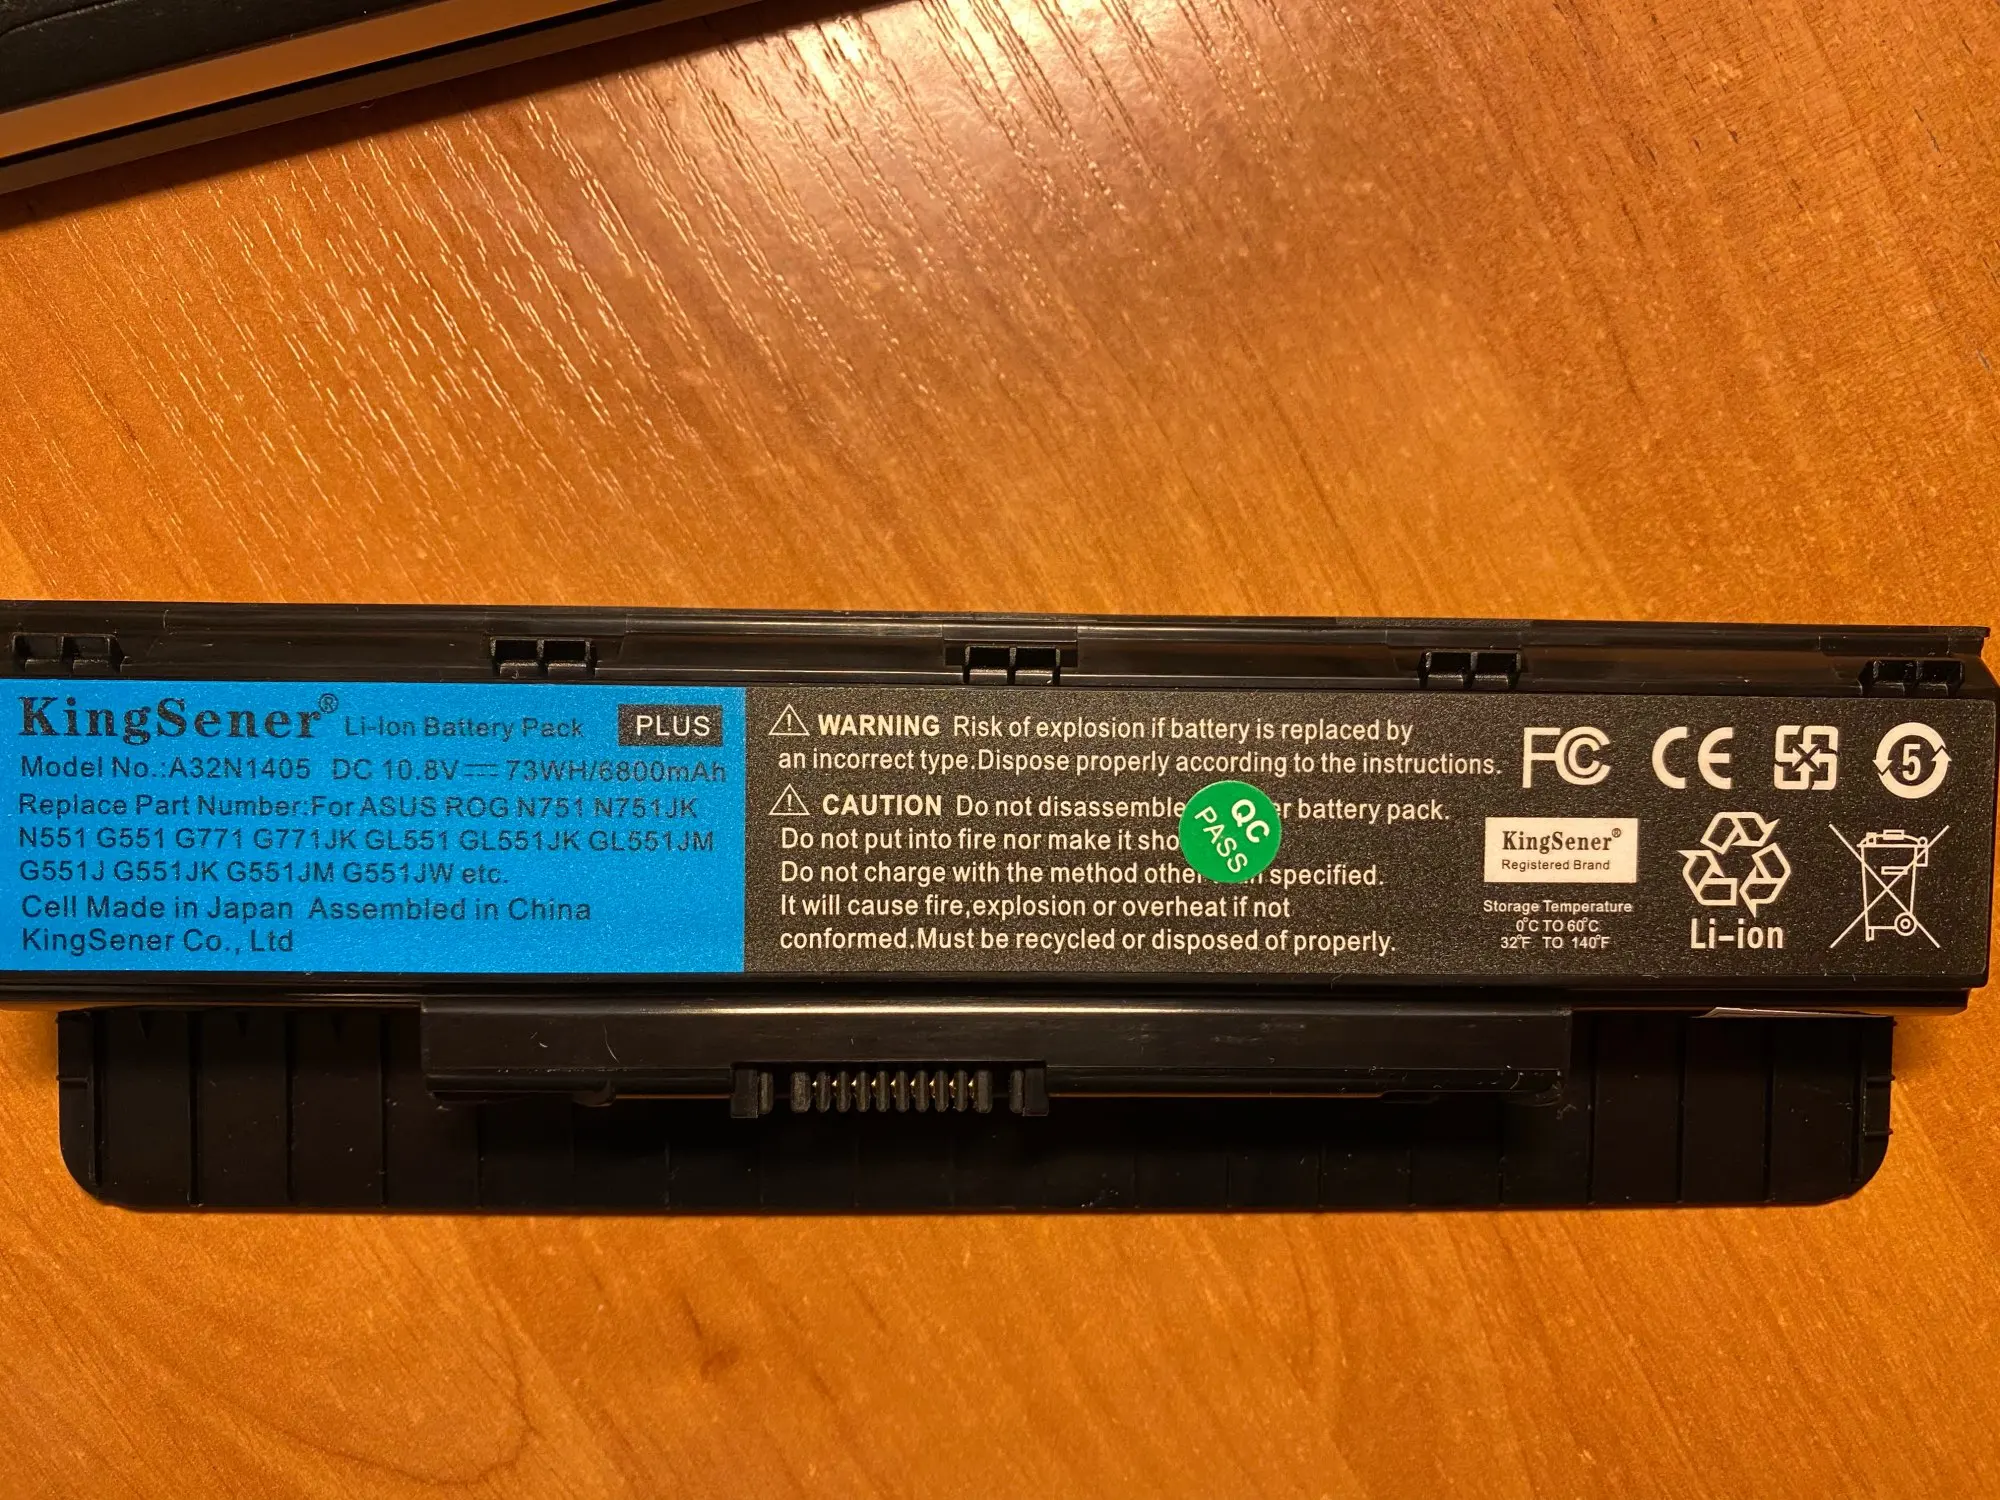 KingSener® Li-Ion Battery Pack PLUS
Model No.:A32N1405 DC 10.8V 73WH/6800mAh
Replace Part Number:For ASUS ROG N751 N751JK
N551 G551 G771 G771JK GL551 GL551JK GL551JM
G551J G551JK G551JM G551JW etc.
Cell Made in Japan Assembled in China
KingSener Co., Ltd
WARNING Risk of explosion if battery is replaced by
an incorrect type.Dispose properly according to the instructions.
CAUTION Do not disassemble battery pack.
Do not put into fire nor make it
Do not charge with the method specified.
It will cause fire,explosion or overheat if not
conformed.Must be recycled or disposed of properly.
QC
PASS
FC CE 5
KingSener®
Registered Brand
Storage Temperature
0°C TO 60°C
32°F TO 140°F
Li-ion